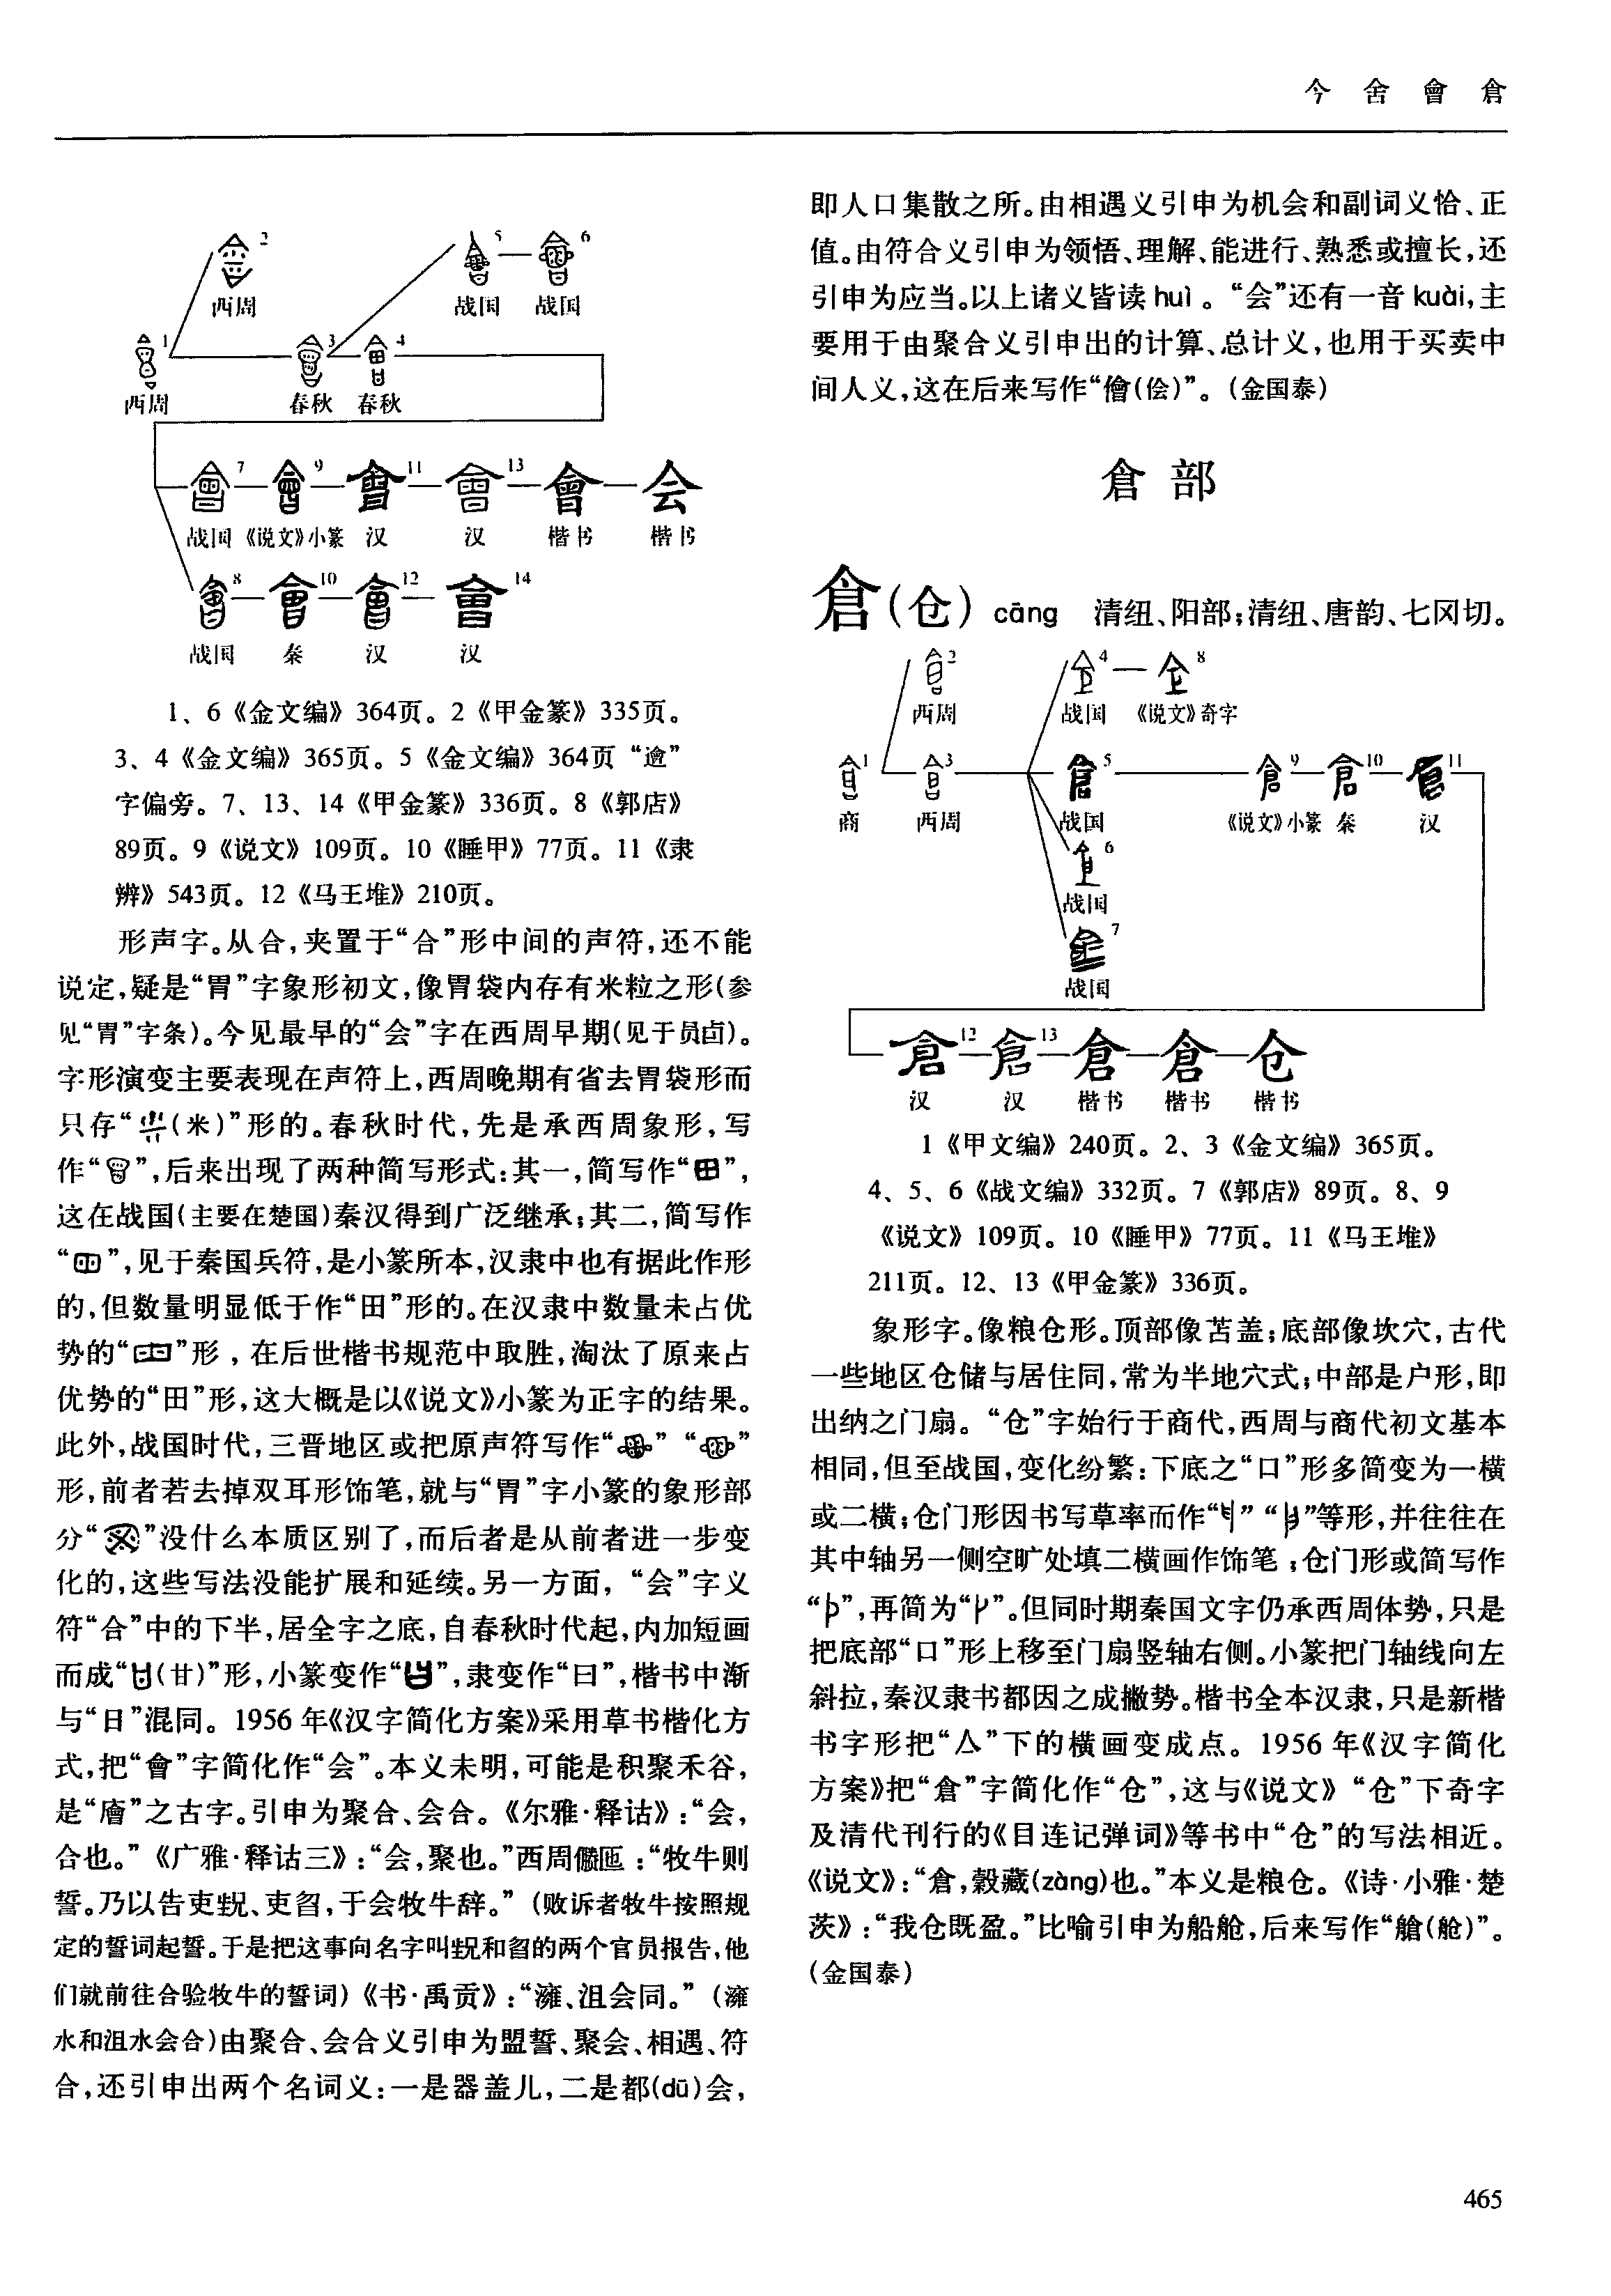 今 舍 會 倉
2
西周
5 6
战国 战国
1 3 4
西周 春秋 春秋
7 9 11 13 會 会
战国 《说文》小篆 汉 汉 楷书 楷书
8 10 12 14
战国 秦 汉 汉
1、6《金文编》364页。2《甲金篆》335页。
3、4《金文编》365页。5《金文编》364页“逾”
字偏旁。7、13、14《甲金篆》336页。8《郭店》
89页。9《说文》109页。10《睡甲》77页。11《隶
辨》543页。12《马王堆》210页。
形声字。从合,夹置于“合”形中间的声符,还不能
说定,疑是“胃”字象形初文,像胃袋内存有米粒之形(参
见“胃”字条)。今见最早的“会”字在西周早期(见于员卣)。
字形演变主要表现在声符上,西周晚期有省去胃袋形而
只存“(米)”形的。春秋时代,先是承西周象形,写
作“”,后来出现了两种简写形式:其一,简写作“田”,
这在战国(主要在楚国)秦汉得到广泛继承;其二,简写作
“”,见于秦国兵符,是小篆所本,汉隶中也有据此作形
的,但数量明显低于作“田”形的。在汉隶中数量未占优
势的“”形,在后世楷书规范中取胜,淘汰了原来占
优势的“田”形,这大概是以《说文》小篆为正字的结果。
此外,战国时代,三晋地区或把原声符写作“”“”
形,前者若去掉双耳形饰笔,就与“胃”字小篆的象形部
分“”没什么本质区别了,而后者是从前者进一步变
化的,这些写法没能扩展和延续。另一方面,“会”字义
符“合”中的下半,居全字之底,自春秋时代起,内加短画
而成“(甘)”形,小篆变作“”,隶变作“曰”,楷书中渐
与“日”混同。1956年《汉字简化方案》采用草书楷化方
式,把“會”字简化作“会”。本义未明,可能是积聚禾谷,
是“廥”之古字。引申为聚合、会合。《尔雅·释诂》:“会,
合也。”《广雅·释诂三》:“会,聚也。”西周匜:“牧牛则
誓。乃以告吏、吏曶,于会牧牛辞。”(败诉者牧牛按照规
定的誓词起誓。于是把这事向名字叫和曶的两个官员报告,他
们就前往合验牧牛的誓词)《书·禹贡》:“灉、沮会同。”(灉
水和沮水会合)由聚合、会合义引申为盟誓、聚会、相遇、符
合,还引申出两个名词义:一是器盖儿,二是都(dū)会,
即人口集散之所。由相遇义引申为机会和副词义恰、正
值。由符合义引申为领悟、理解、能进行、熟悉或擅长,还
引申为应当。以上诸义皆读 huì。“会”还有一音 kuài,主
要用于由聚合义引申出的计算、总计义,也用于买卖中
间人义,这在后来写作“儈(侩)”。(金国泰)
倉 部
倉(仓) cāng 清纽、阳部;清纽、唐韵、七冈切。
2 4 8
西周 战国 《说文》奇字
1 3 5 9 10 11
商 西周 战国 《说文》小篆 秦 汉
6
战国
7
战国
12 13 倉 倉 仓
汉 汉 楷书 楷书 楷书
1《甲文编》240页。2、3《金文编》365页。
4、5、6《战文编》332页。7《郭店》89页。8、9
《说文》109页。10《睡甲》77页。11《马王堆》
211页。12、13《甲金篆》336页。
象形字。像粮仓形。顶部像苫盖;底部像坎穴,古代
一些地区仓储与居住同,常为半地穴式;中部是户形,即
出纳之门扇。“仓”字始行于商代,西周与商代初文基本
相同,但至战国,变化纷繁:下底之“口”形多简变为一横
或二横;仓门形因书写草率而作“”“”等形,并往往在
其中轴另一侧空旷处填二横画作饰笔;仓门形或简写作
“”,再简为“”。但同时期秦国文字仍承西周体势,只是
把底部“口”形上移至门扇竖轴右侧。小篆把门轴线向左
斜拉,秦汉隶书都因之成撇势。楷书全本汉隶,只是新楷
书字形把“亼”下的横画变成点。1956年《汉字简化
方案》把“倉”字简化作“仓”,这与《说文》“仓”下奇字
及清代刊行的《目连记弹词》等书中“仓”的写法相近。
《说文》:“倉,穀藏(zàng)也。”本义是粮仓。《诗·小雅·楚
茨》:“我仓既盈。”比喻引申为船舱,后来写作“艙(舱)”。
(金国泰)
465